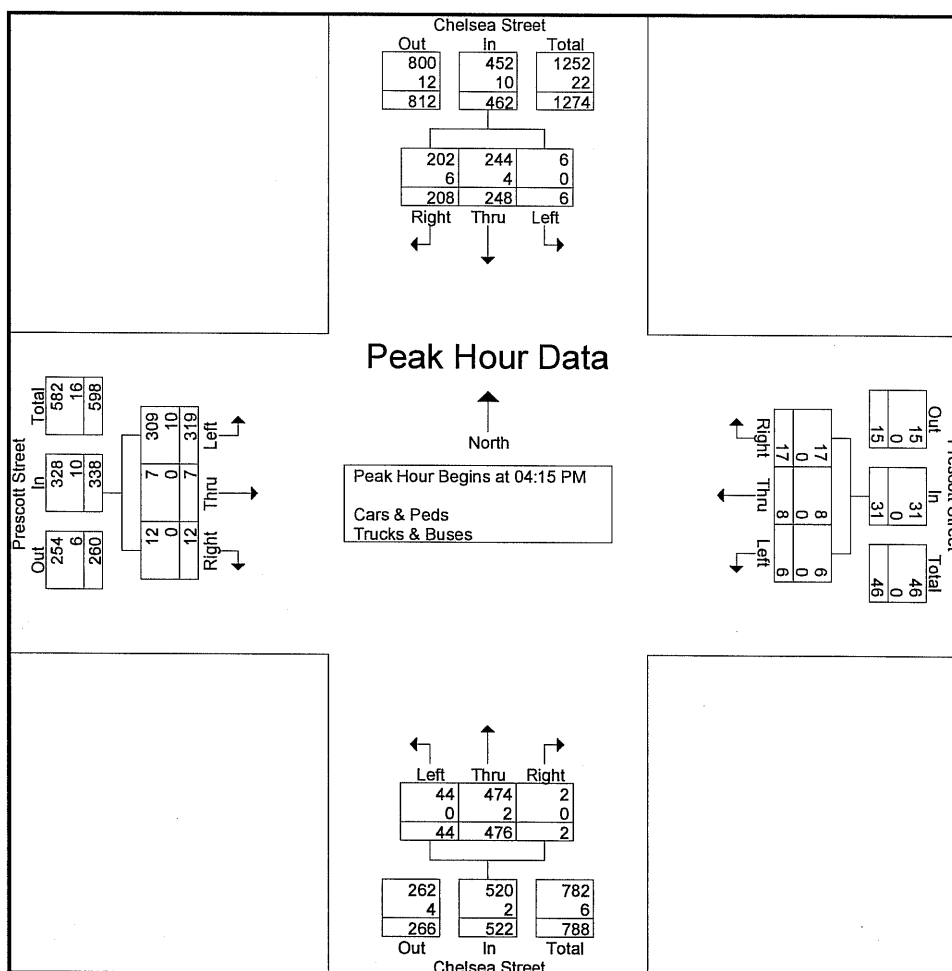 Chelsea Street
Out In Total
800 452 1252
12 10 22
812 462 1274
202 244 6
6 4 0
208 248 6
Right Thru Left
Peak Hour Data
North
Peak Hour Begins at 04:15 PM
Cars & Peds
Trucks & Buses
Prescott Street
Total In Out
582 328 254
16 10 6
598 338 260
309 7 12
10 0 0
319 7 12
Left Thru Right
Out In Total
15 31 46
0 0 0
15 31 46
17 8 6
0 0 0
17 8 6
Right Thru Left
Prescott Street
Left Thru Right
44 474 2
0 2 0
44 476 2
262 520 782
4 2 6
266 522 788
Out In Total
Chelsea Street